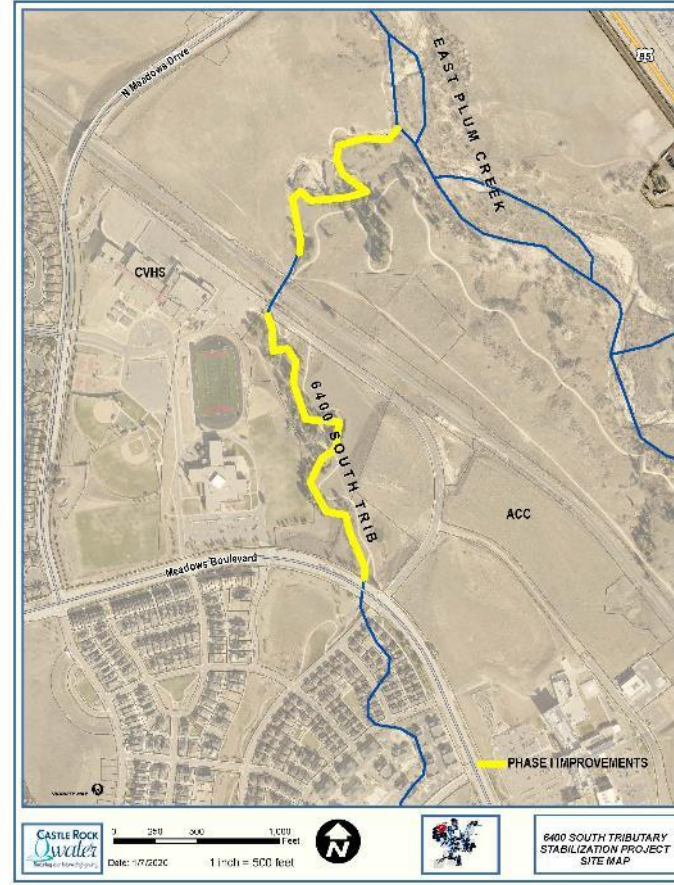 N Meadows Drive
EAST PLUM CREEK
CVHS
6400 SOUTH TRIB
ACC
Meadows Boulevard
PHASE I IMPROVEMENTS
CASTLE ROCK
water
0 250 500 1,000
Feet
Date: 1/7/2020
1 inch = 500 feet
N
6400 SOUTH TRIBUTARY
STABILIZATION PROJECT
SITE MAP